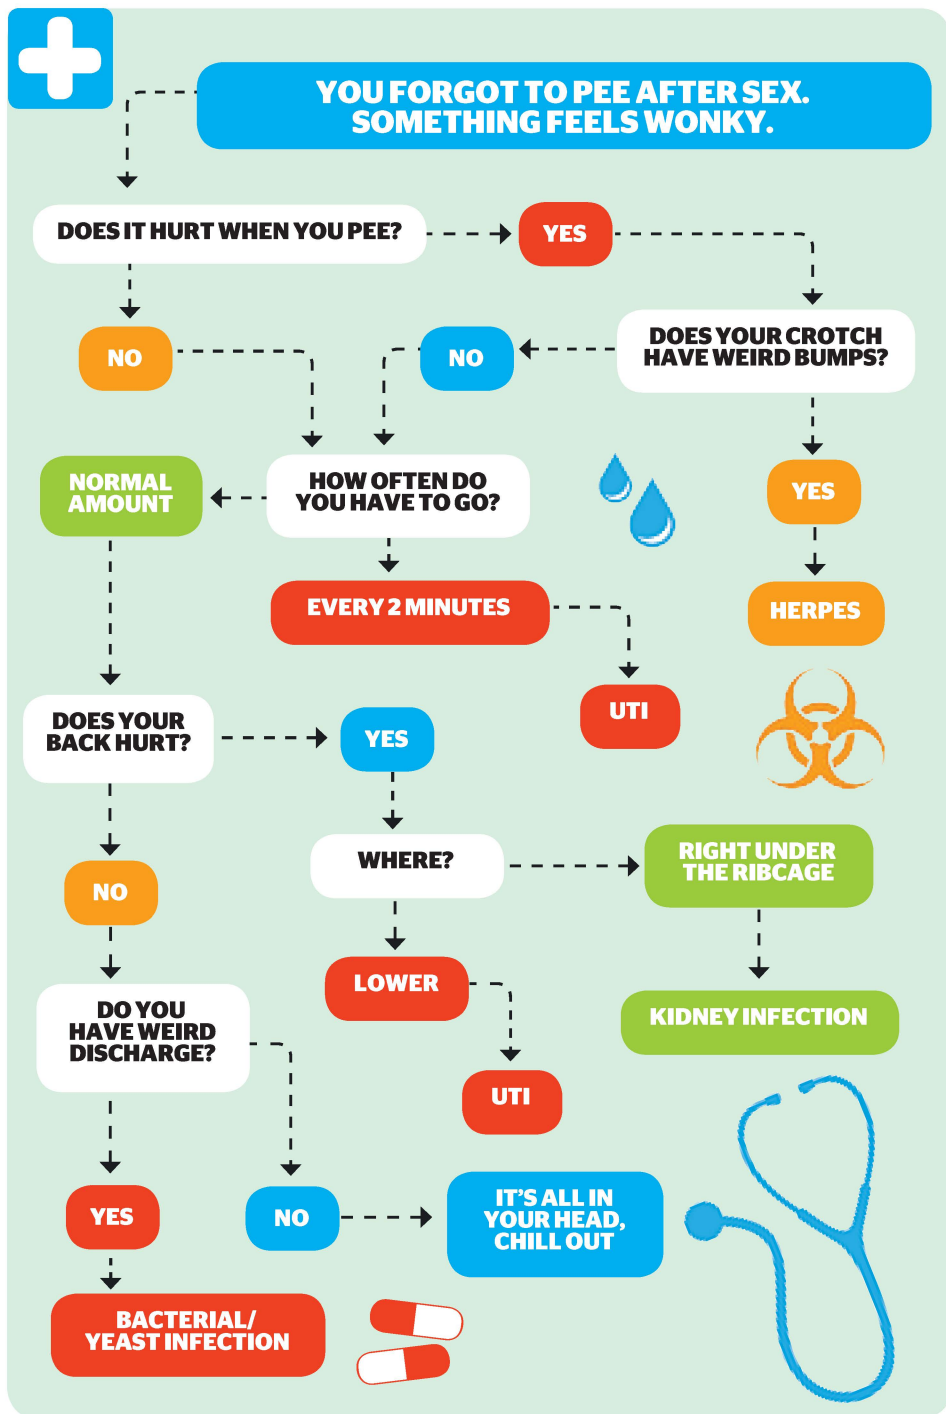 YOU FORGOT TO PEE AFTER SEX.
SOMETHING FEELS WONKY.
DOES IT HURT WHEN YOU PEE?
YES
NO
NO
DOES YOUR CROTCH
HAVE WEIRD BUMPS?
NORMAL
AMOUNT
HOW OFTEN DO
YOU HAVE TO GO?
YES
EVERY 2 MINUTES
HERPES
UTI
DOES YOUR
BACK HURT?
YES
WHERE?
RIGHT UNDER
THE RIBCAGE
NO
LOWER
KIDNEY INFECTION
DO YOU
HAVE WEIRD
DISCHARGE?
UTI
YES
NO
IT'S ALL IN
YOUR HEAD,
CHILL OUT
BACTERIAL/
YEAST INFECTION